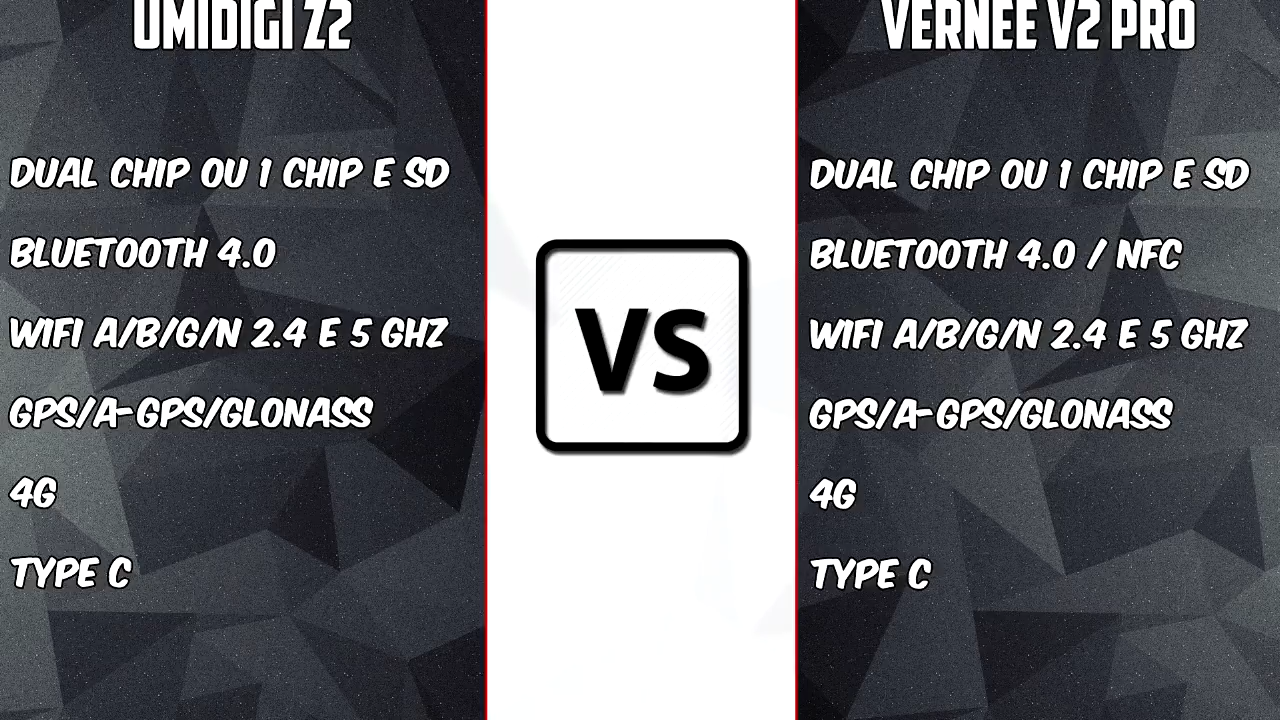 UMIDIGI Z2
DUAL CHIP OU 1 CHIP E SD
BLUETOOTH 4.0
WIFI A/B/G/N 2.4 E 5 GHZ
GPS/A-GPS/GLONASS
4G
TYPE C
VS
VERNEE V2 PRO
DUAL CHIP OU 1 CHIP E SD
BLUETOOTH 4.0 / NFC
WIFI A/B/G/N 2.4 E 5 GHZ
GPS/A-GPS/GLONASS
4G
TYPE C